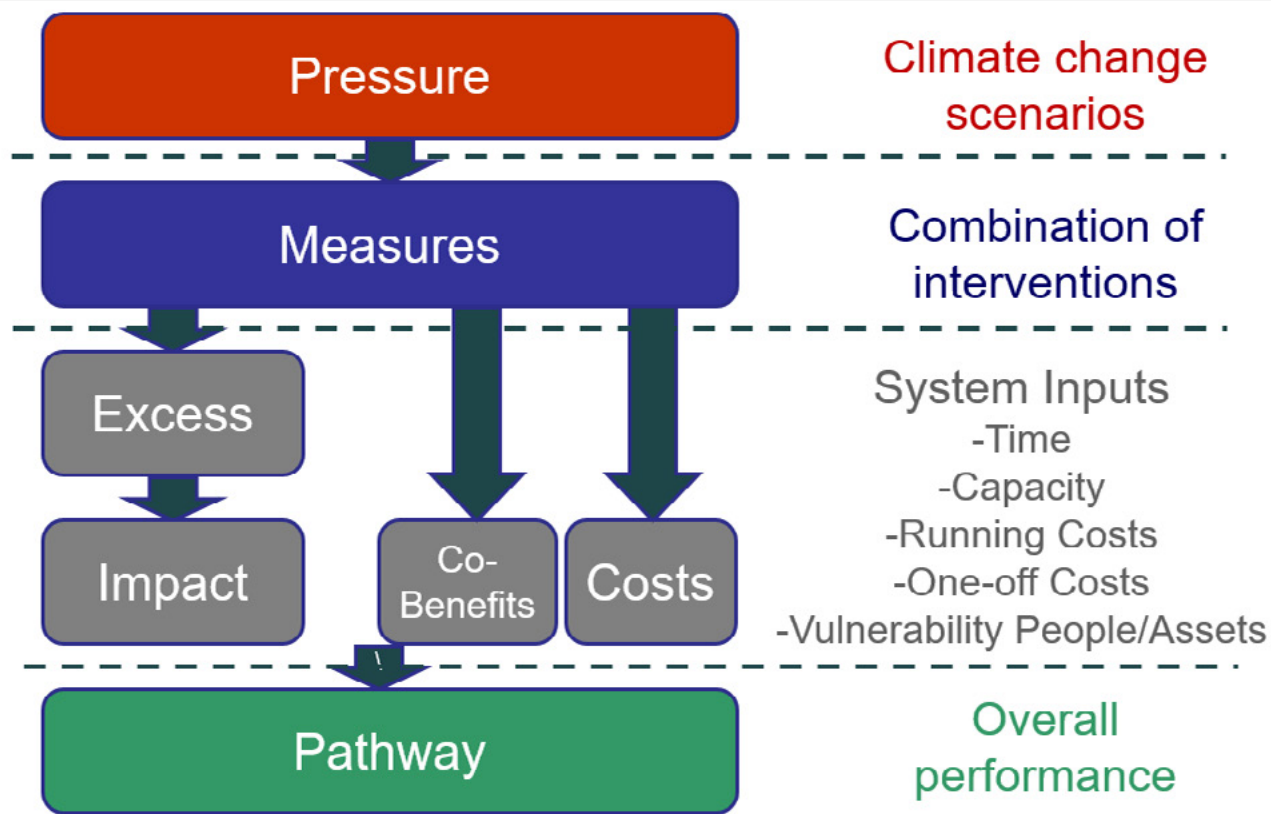 Pressure
Climate change
scenarios
Measures
Combination of
interventions
Excess
Impact
Co-
Benefits
Costs
System Inputs
-Time
-Capacity
-Running Costs
-One-off Costs
-Vulnerability People/Assets
\
Pathway
Overall
performance